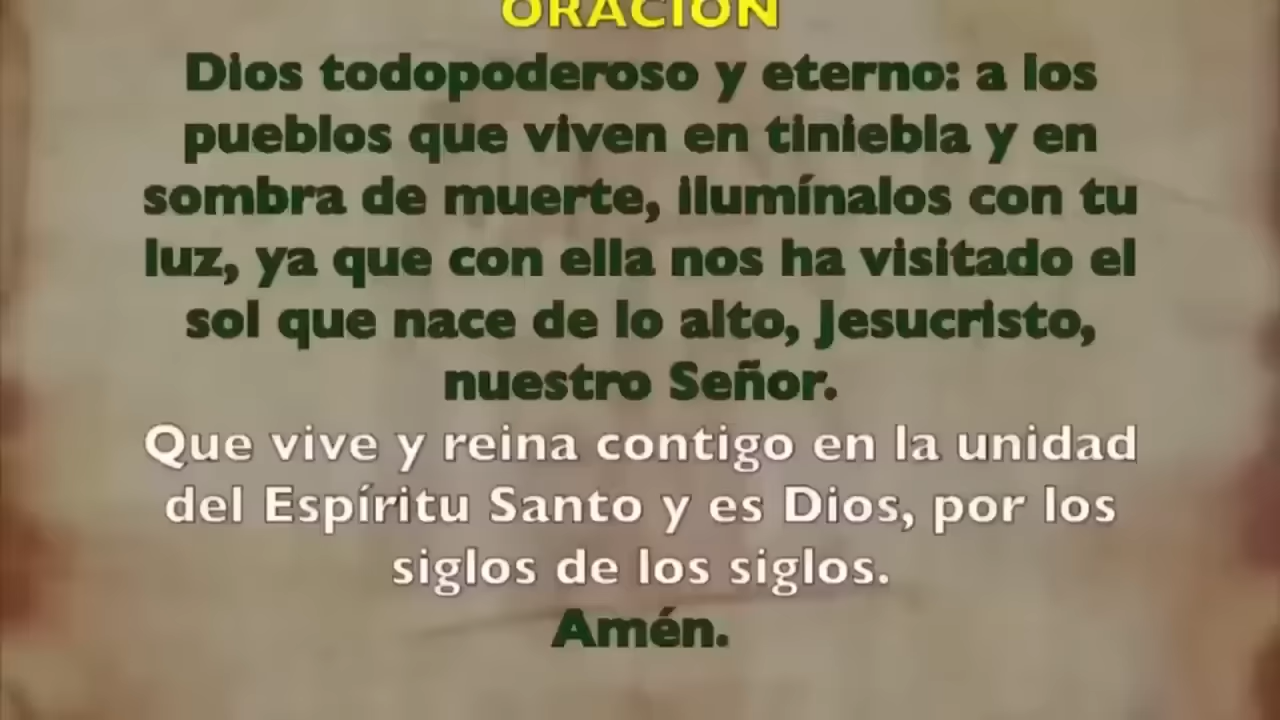 ORACION
Dios todopoderoso y eterno: a los
pueblos que viven en tiniebla y en
sombra de muerte, ilumínalos con tu
luz, ya que con ella nos ha visitado el
sol que nace de lo alto, Jesucristo,
nuestro Señor.
Que vive y reina contigo en la unidad
del Espíritu Santo y es Dios, por los
siglos de los siglos.
Amén.